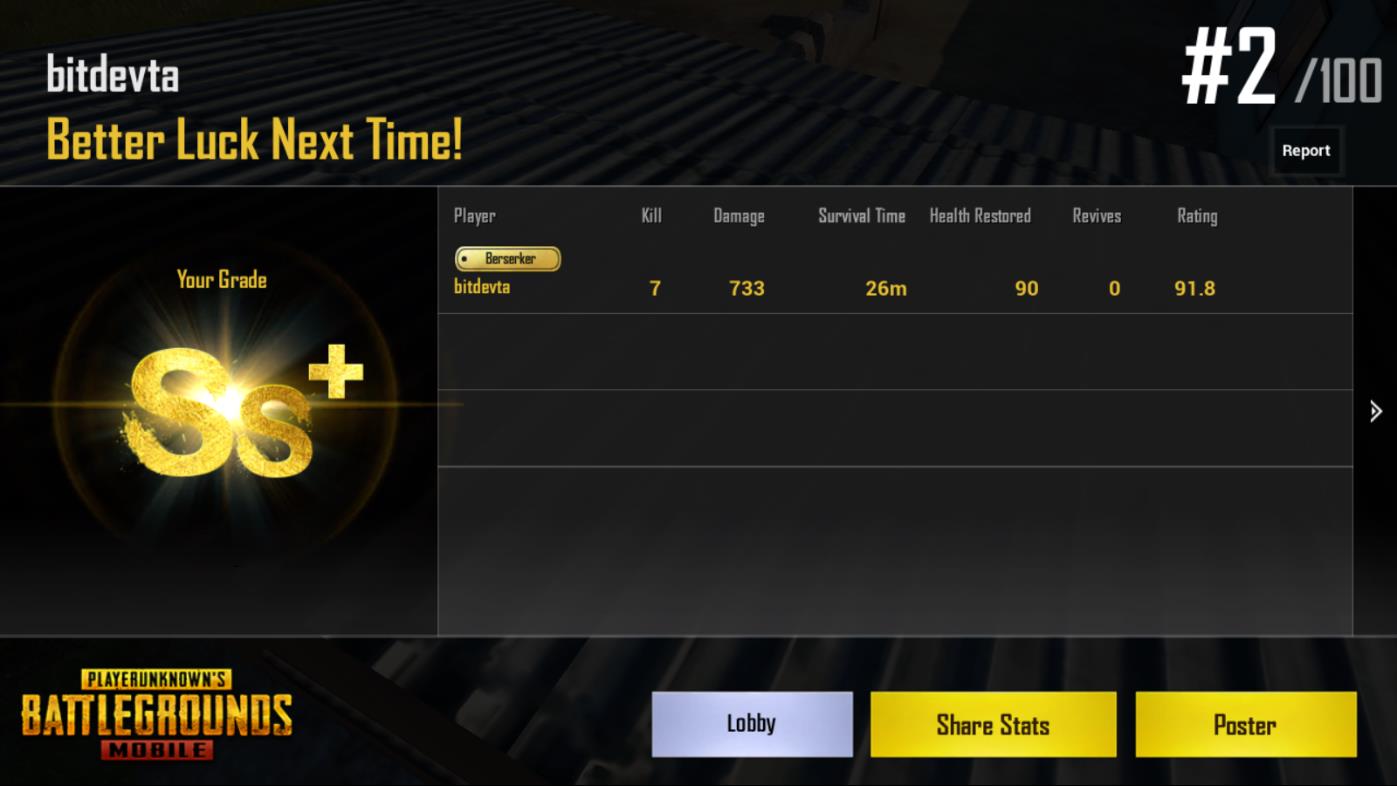 bitdevta
#2 /100
Better Luck Next Time!
Report
Your Grade
Ss+
Player Kill Damage Survival Time Health Restored Revives Rating
Berserker
bitdevta 7 733 26m 90 0 91.8
PLAYERUNKNOWN'S
BATTLEGROUNDS
MOBILE
Lobby Share Stats Poster